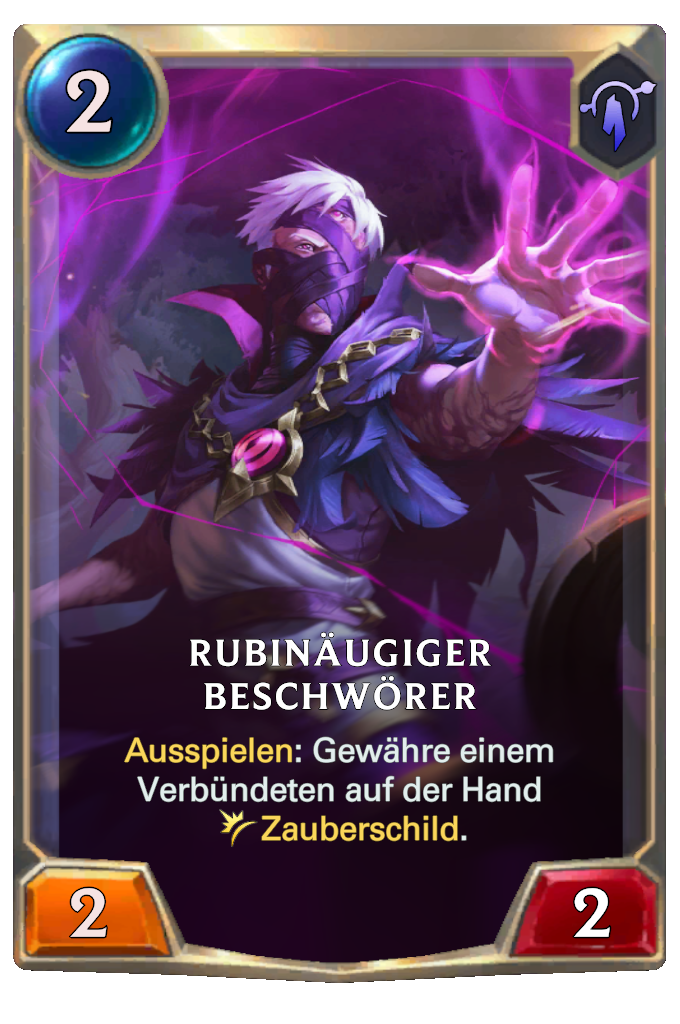 2
RUBINÄUGIGER
BESCHWÖRER
Ausspielen: Gewähre einem
Verbündeten auf der Hand
Zauberschild.
2
2